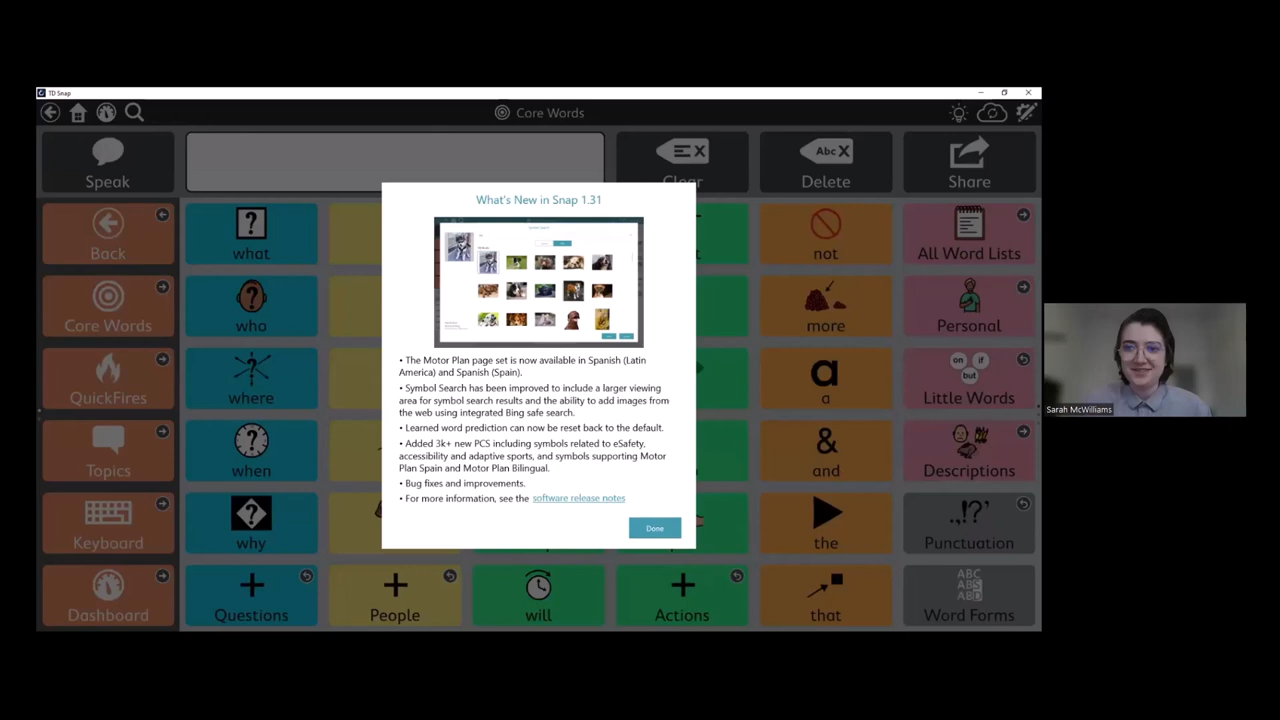 TD Snap
Core Words
Speak
Clear
Abc X
Delete
Share
What's New in Snap 1.31
• The Motor Plan page set is now available in Spanish (Latin
America) and Spanish (Spain).
• Symbol Search has been improved to include a larger viewing
area for symbol search results and the ability to add images from
the web using integrated Bing safe search.
• Learned word prediction can now be reset back to the default.
• Added 3k+ new PCS including symbols related to eSafety,
accessibility and adaptive sports, and symbols supporting Motor
Plan Spain and Motor Plan Bilingual.
• Bug fixes and improvements.
• For more information, see the software release notes
Done
Back
what
not
All Word Lists
Core Words
who
more
Personal
QuickFires
where
a
a
on if
but
Little Words
Topics
when
&
and
Descriptions
Keyboard
why
the
.,!?'
Punctuation
Dashboard
Questions
People
will
Actions
that
ABC
ABS
ABD
Word Forms
Sarah McWilliams